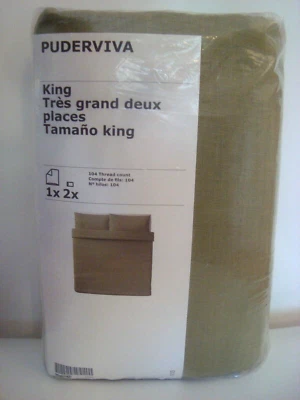 PUDERVIVA
King
Très grand deux
places
Tamaño king
1x 2x
104 Thread count
Compte de fils: 104
Nº hilos: 104